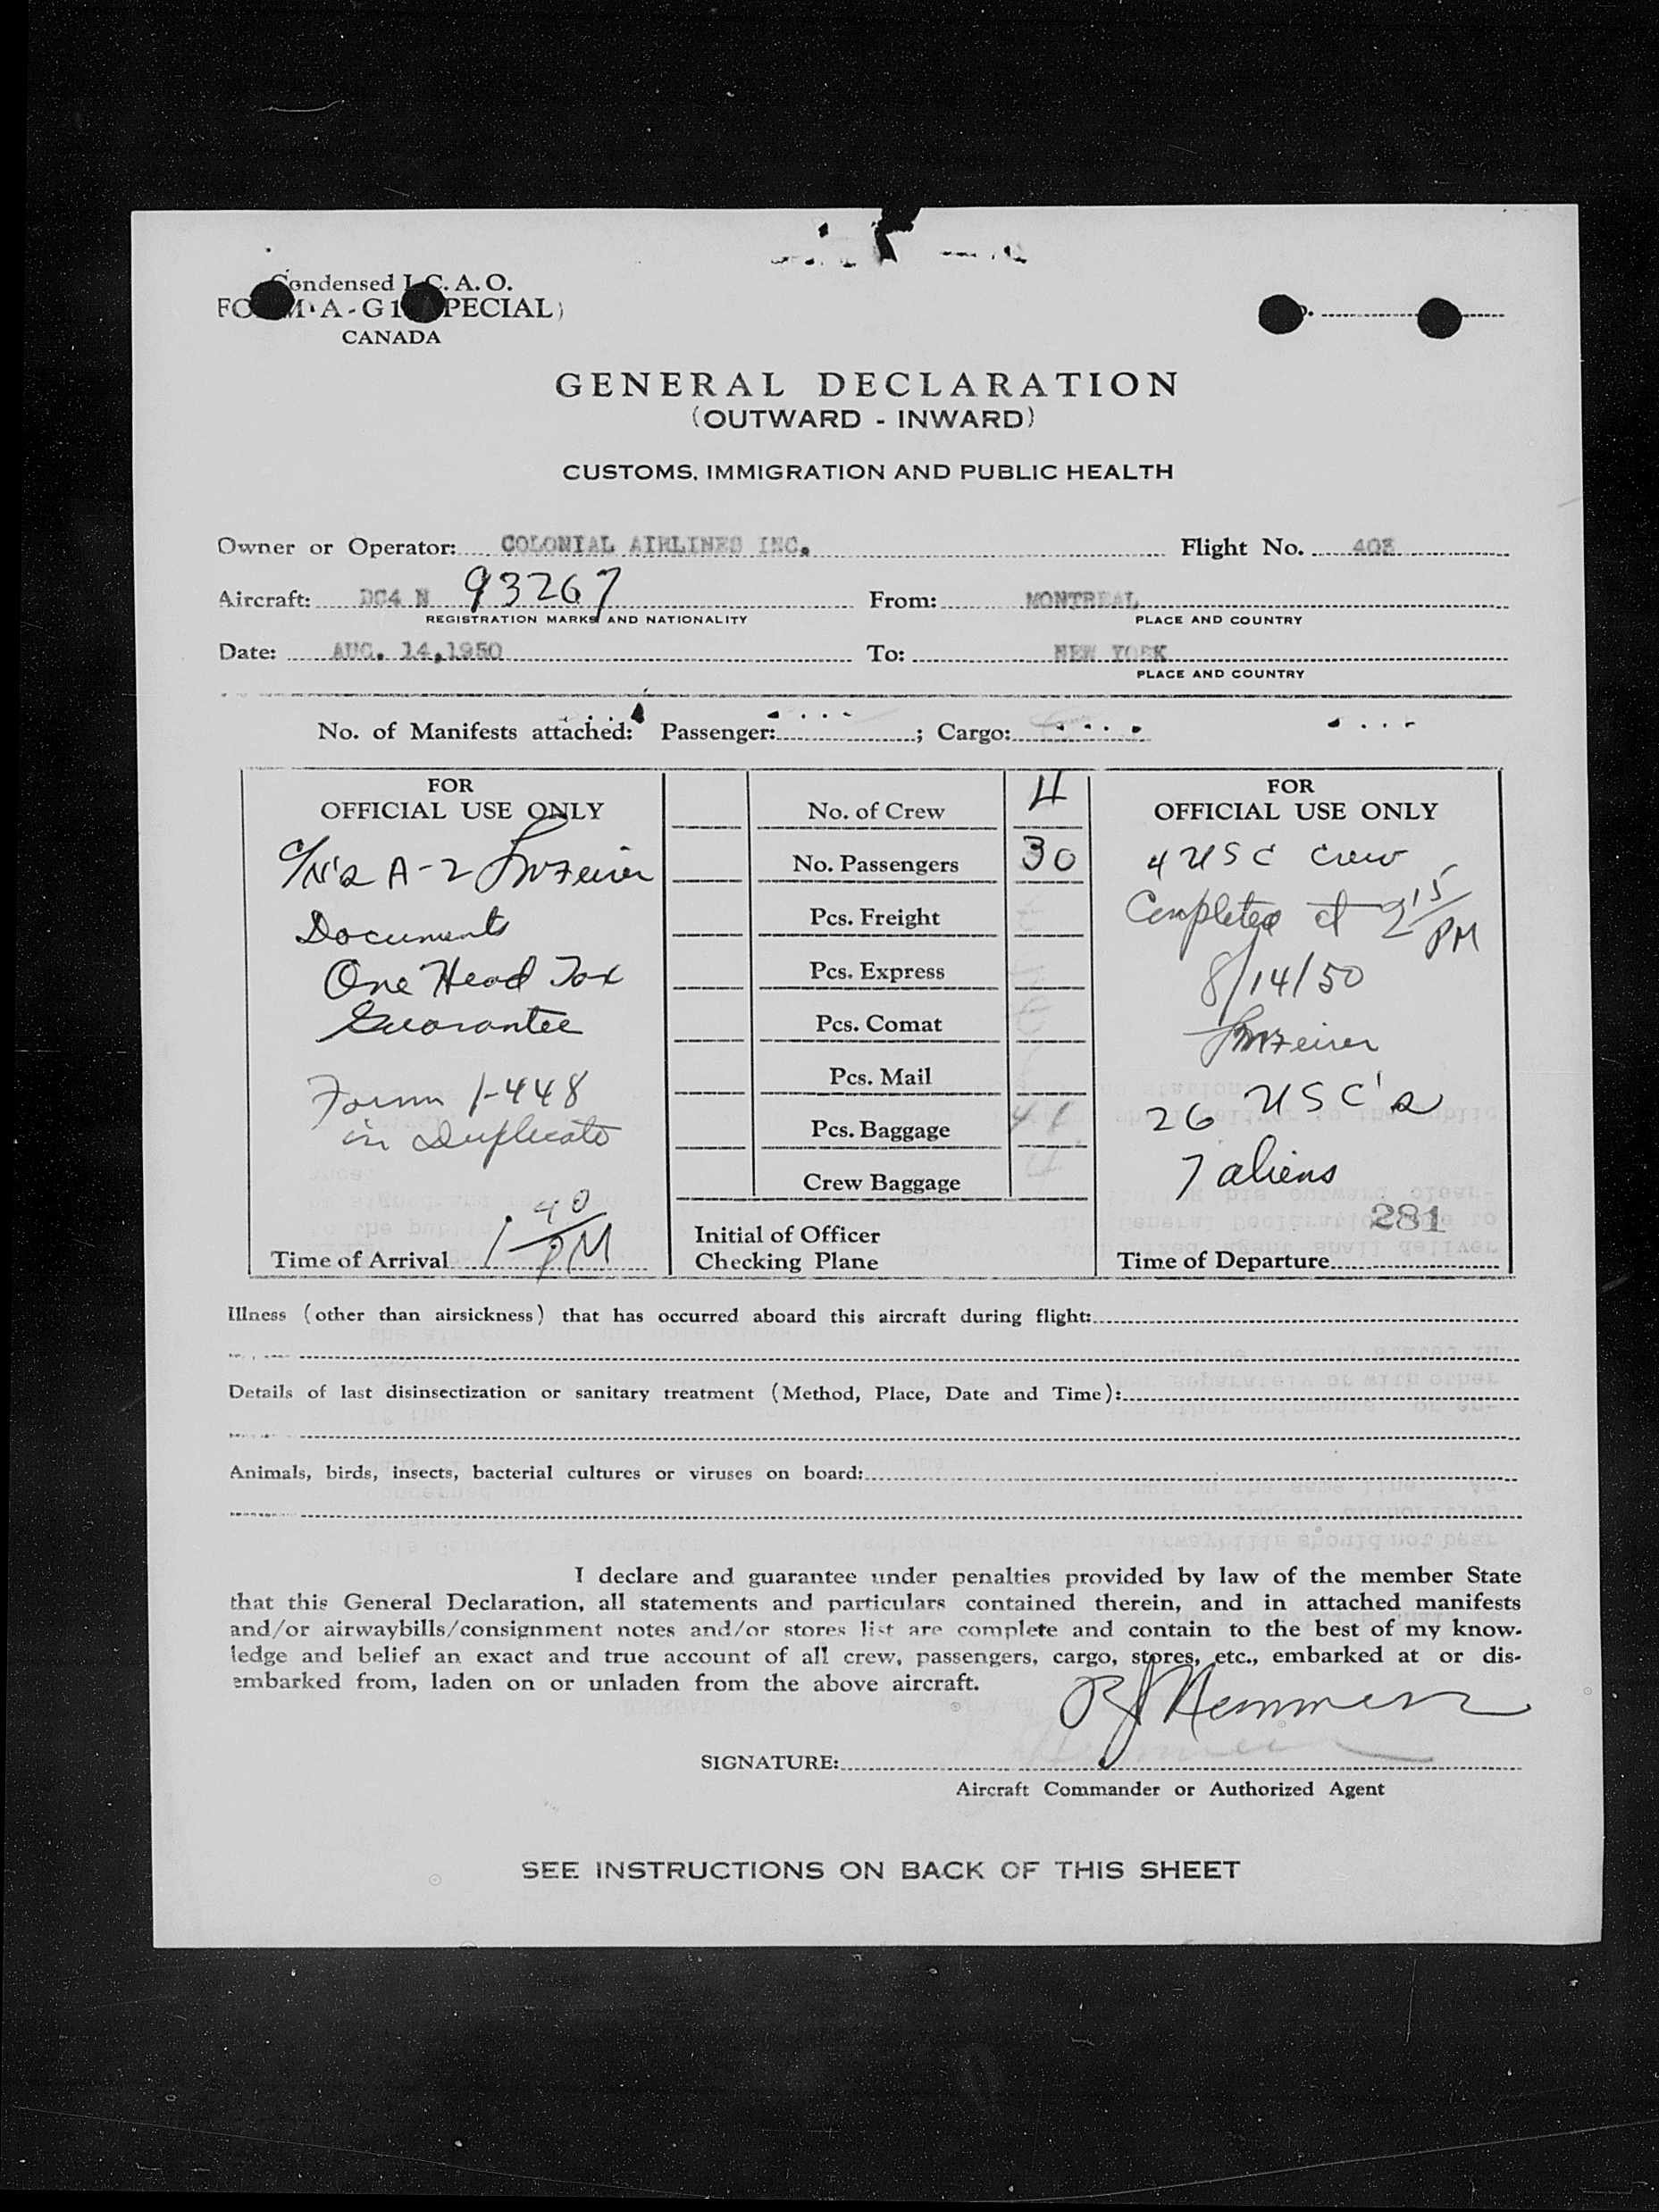 Condensed I. C. A. O.
FORM A-G1 (SPECIAL)
CANADA
GENERAL DECLARATION
(OUTWARD - INWARD)
CUSTOMS, IMMIGRATION AND PUBLIC HEALTH
Owner or Operator: COLONIAL AIRLINES INC. Flight No. 403
Aircraft: DC4 N 93267 From: MONTREAL
REGISTRATION MARKS AND NATIONALITY PLACE AND COUNTRY
Date: AUG. 14,1950 To: NEW YORK
PLACE AND COUNTRY
No. of Manifests attached: Passenger: ; Cargo:
FOR
OFFICIAL USE ONLY
A-2
Documents
One Head Tax
Guarantee
Form 1-448
in Duplicate
Time of Arrival 1 40 PM
No. of Crew 4
No. Passengers 30
Pcs. Freight
Pcs. Express
Pcs. Comat
Pcs. Mail
Pcs. Baggage 41
Crew Baggage
Initial of Officer
Checking Plane
FOR
OFFICIAL USE ONLY
4 USC Crew
Completed at 2 15 PM
8/14/50
26 USC's
7 aliens
281
Time of Departure
Illness (other than airsickness) that has occurred aboard this aircraft during flight:
Details of last disinsectization or sanitary treatment (Method, Place, Date and Time):
Animals, birds, insects, bacterial cultures or viruses on board:
I declare and guarantee under penalties provided by law of the member State
that this General Declaration, all statements and particulars contained therein, and in attached manifests
and/or airwaybills/consignment notes and/or stores list are complete and contain to the best of my know-
ledge and belief an exact and true account of all crew, passengers, cargo, stores, etc., embarked at or dis-
embarked from, laden on or unladen from the above aircraft.
SIGNATURE:
Aircraft Commander or Authorized Agent
SEE INSTRUCTIONS ON BACK OF THIS SHEET